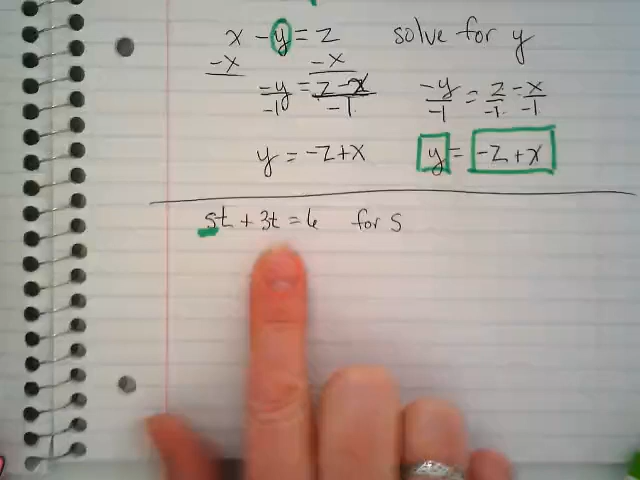 x - y = z solve for y
-x -x
-y/-1 = z-x/-1 -y/-1 = z/-1 - x/-1
y = -z+x y = -z+x
st + 3t = 6 for s